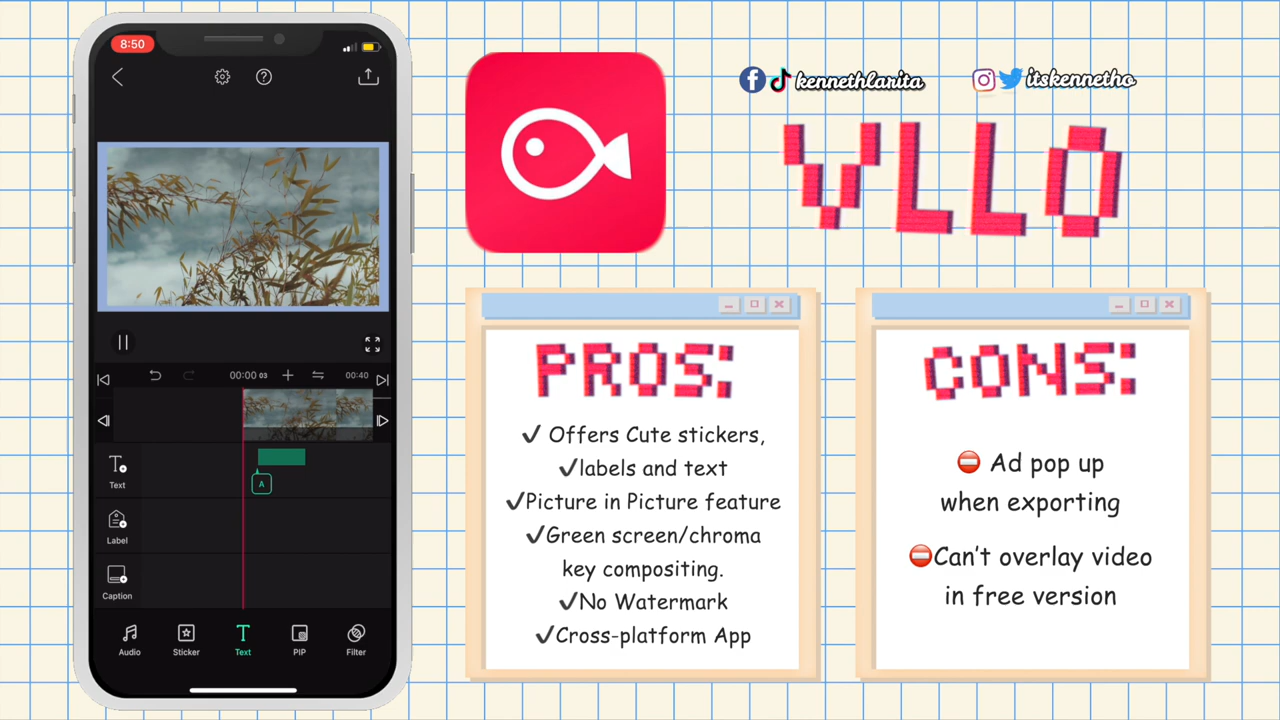 8:50
00:00 03
00:40
Text
A
Label
Caption
Audio
Sticker
Text
PIP
Filter
kennethlarita
itskennetho
VLLO
PROS:
✔ Offers Cute stickers,
✔labels and text
✔Picture in Picture feature
✔Green screen/chroma
key compositing.
✔No Watermark
✔Cross-platform App
CONS:
⛔ Ad pop up
when exporting
⛔Can't overlay video
in free version